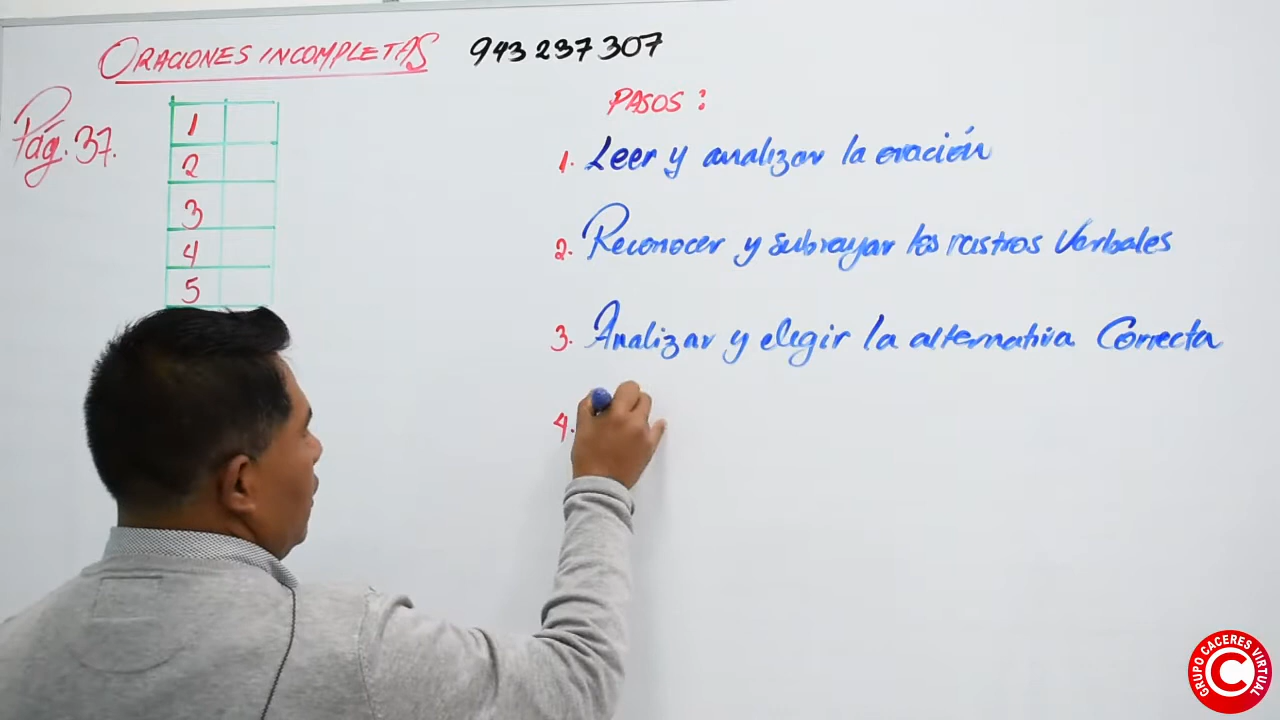 ORACIONES INCOMPLETAS 943 237 307
Pág. 37.
1
2
3
4
5
PASOS :
1. Leer y analizar la oración
2. Reconocer y subrayar los rastros verbales
3. Analizar y elegir la alternativa correcta
4.
GRUPO CACERES VIRTUAL
C